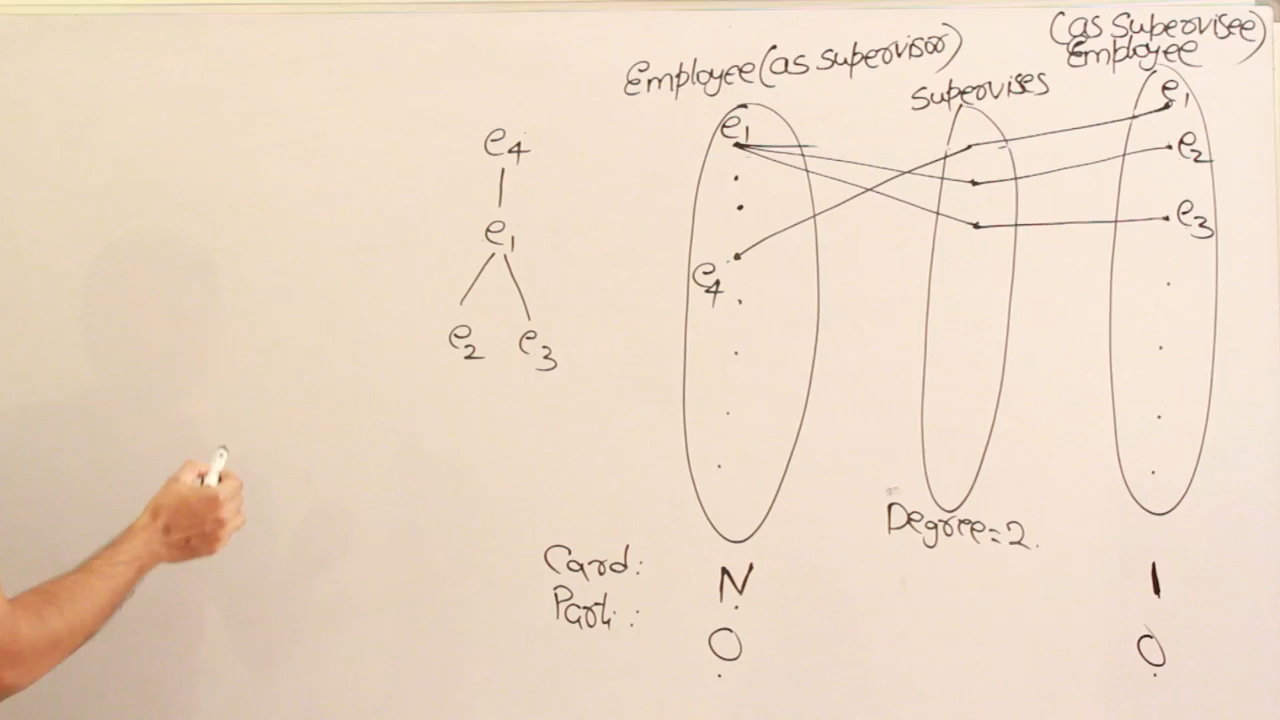 (as Supervisee)
Employee (as supervisor)
Employee
Supervises
e1
e1
e4
e2
e1
e3
e4
e2 e3
Degree=2.
Card: N 1
Parti: 0 0